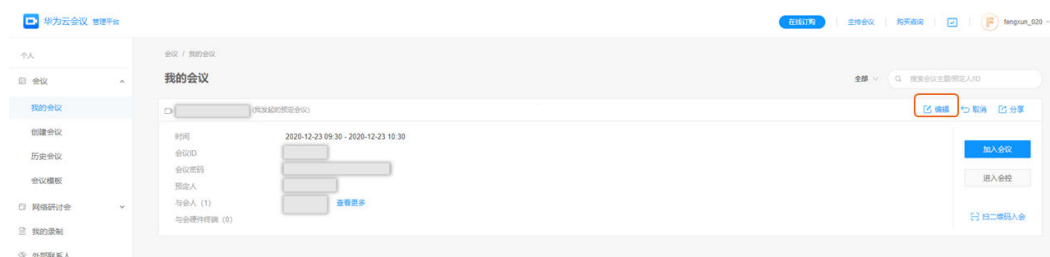 华为云会议 管理平台
在线订购 主持会议 购买咨询 fengxun_020
个人
会议 / 我的会议
会议
我的会议
全部 搜索会议主题/预定人/ID
我的会议
(我发起的预定会议) 编辑 取消 分享
创建会议
时间 2020-12-23 09:30 - 2020-12-23 10:30
会议ID 加入会议
历史会议
会议密码
会议模板
预定人 进入会控
与会人 (1) 查看更多
网络研讨会
与会硬件终端 (0) 扫二维码入会
我的录制
外部联系人